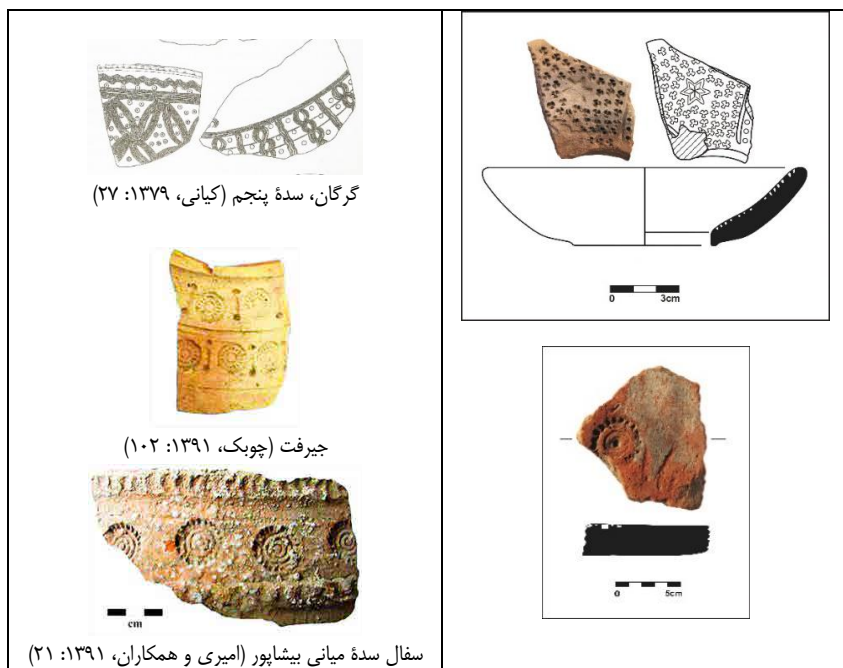 گرگان، سدهٔ پنجم (کیانی، ۱۳۷۹: ۲۷)
جیرفت (چوبک، ۱۳۹۱: ۱۰۲)
cm
سفال سدهٔ میانی بیشاپور (امیری و همکاران، ۱۳۹۱: ۲۱)
0 3cm
0 5cm